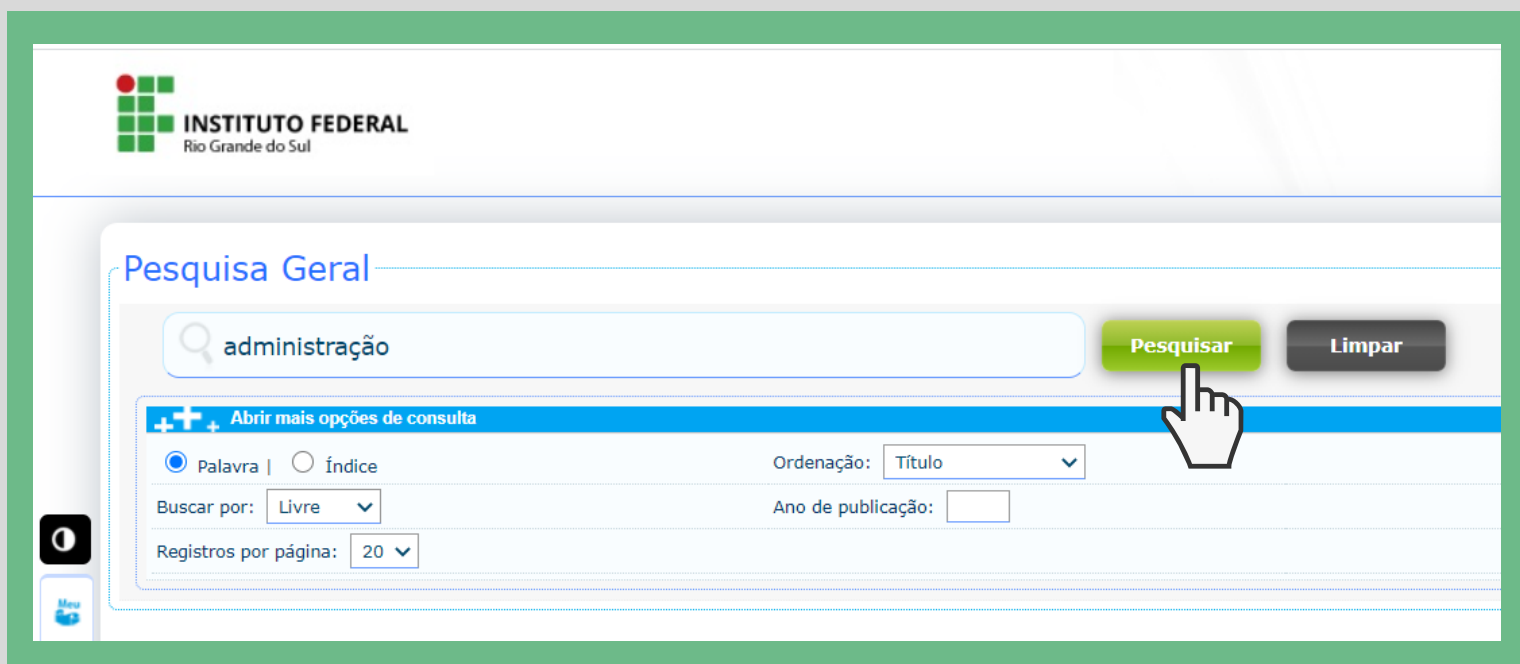 INSTITUTO FEDERAL
Rio Grande do Sul
Pesquisa Geral
administração
Pesquisar
Limpar
Abrir mais opções de consulta
Palavra | Índice
Ordenação: Título
Buscar por: Livre
Ano de publicação:
Registros por página: 20
Meu